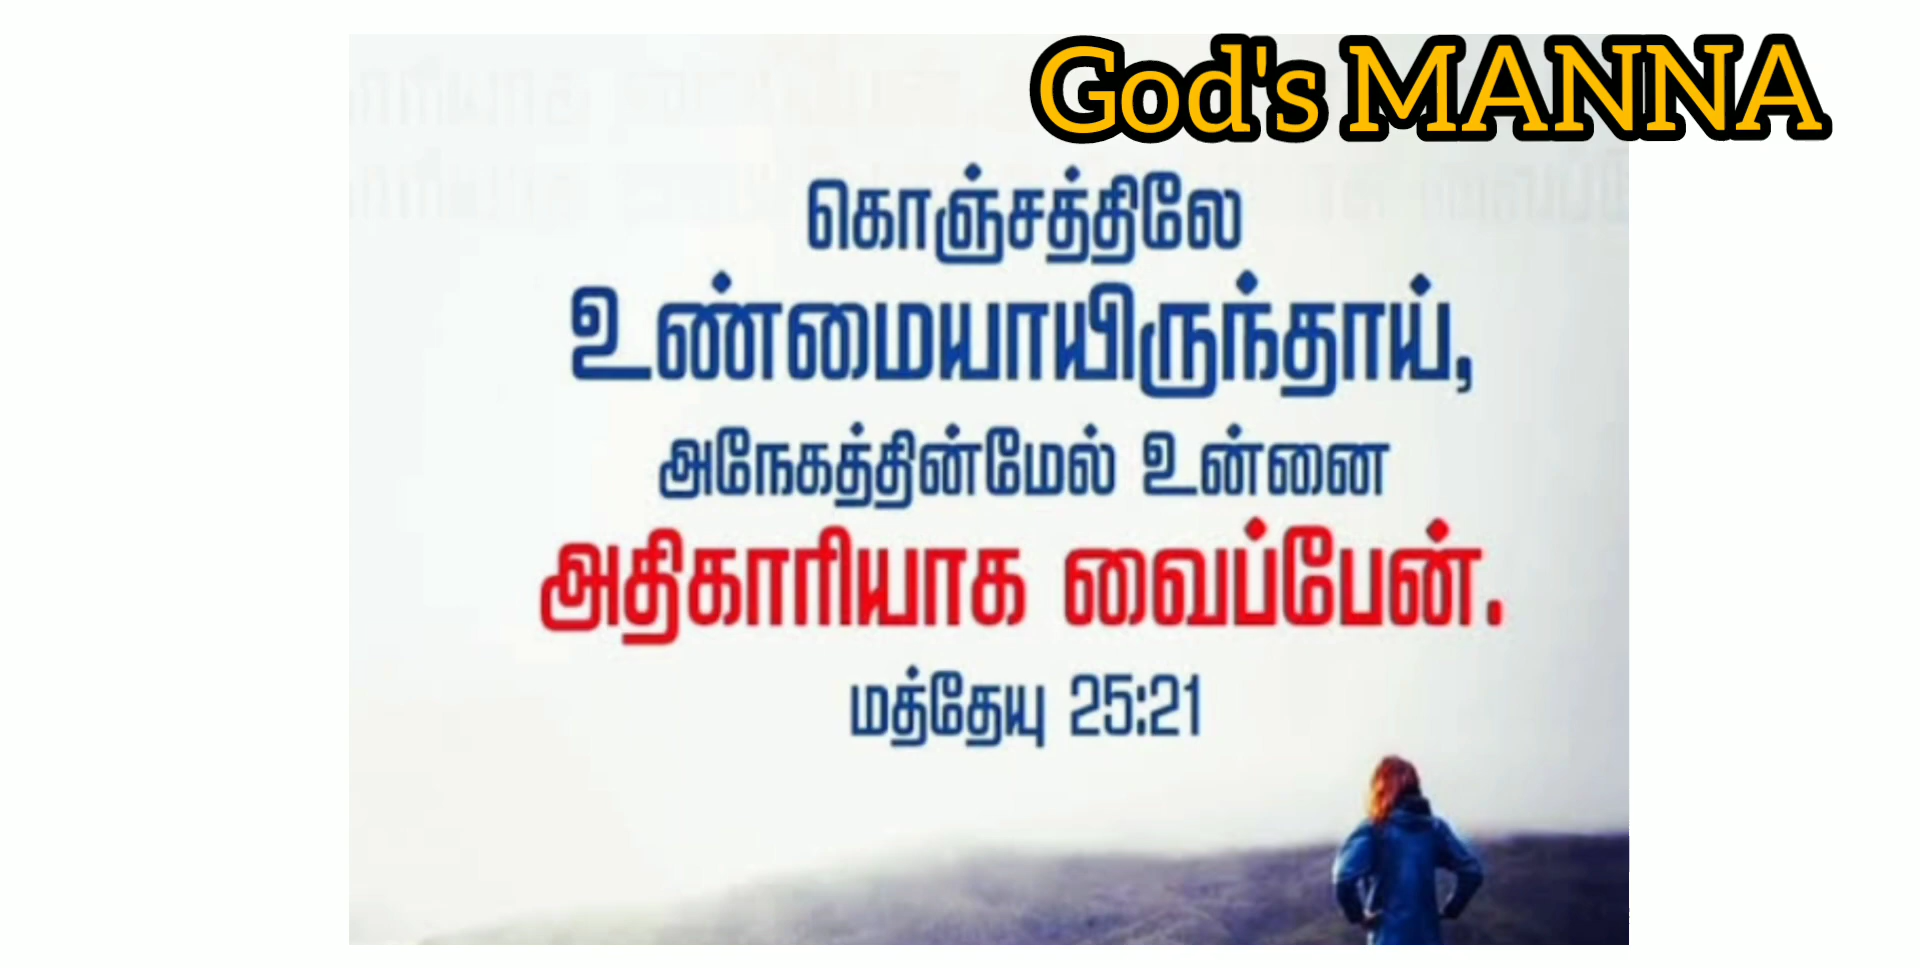 God's MANNA
கொஞ்சத்திலே
உண்மையாயிருந்தாய்,
அநேகத்தின்மேல் உன்னை
அதிகாரியாக வைப்பேன்.
மத்தேயு 25:21